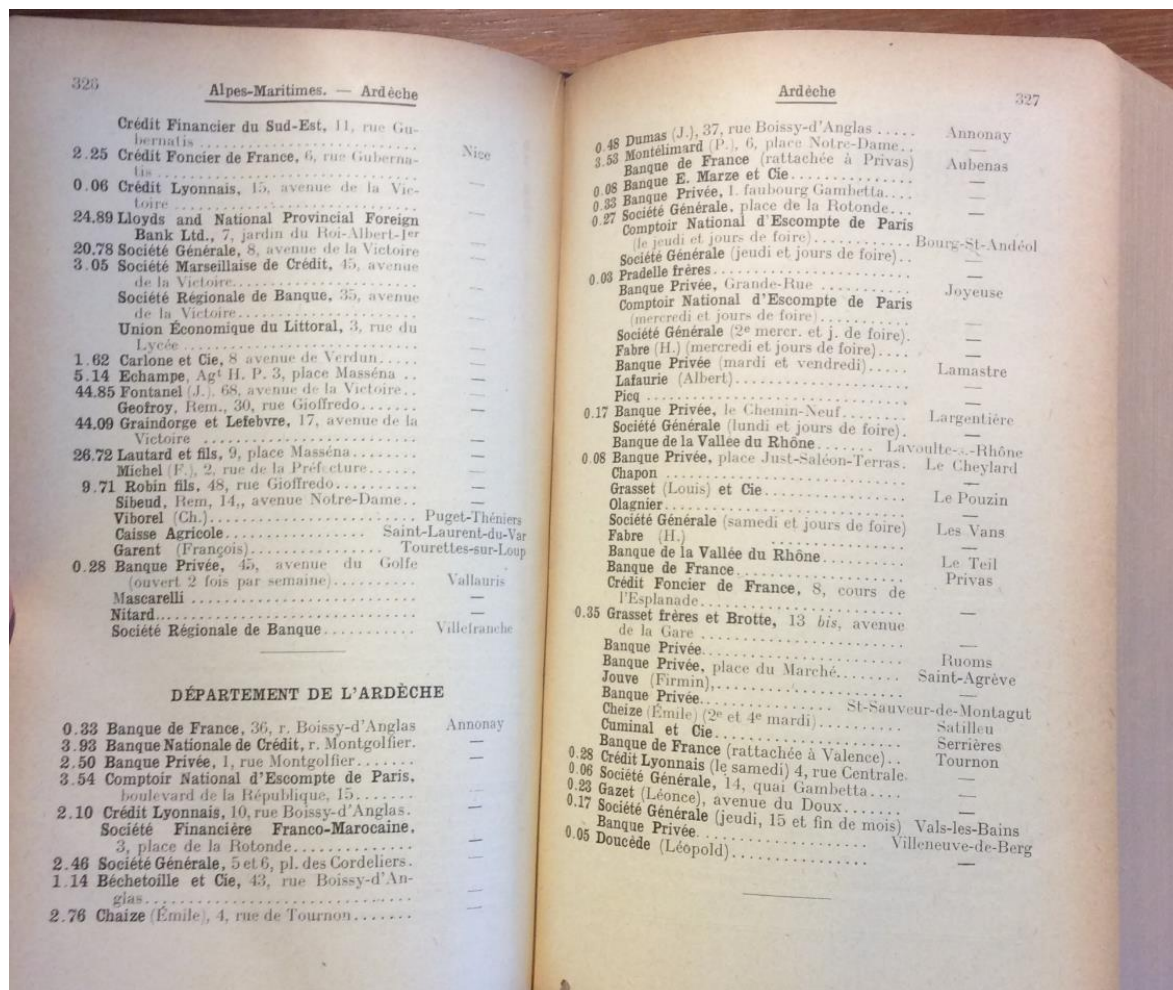 326
Alpes-Maritimes. — Ardèche
Crédit Financier du Sud-Est, 11, rue Gu-
bernatis .......... Nice
2.25 Crédit Foncier de France, 6, rue Guberna-
tis .......... —
0.06 Crédit Lyonnais, 15, avenue de la Vic-
toire .......... —
24.89 Lloyds and National Provincial Foreign
Bank Ltd., 7, jardin du Roi-Albert-Ier —
20.78 Société Générale, 8, avenue de la Victoire —
3.05 Société Marseillaise de Crédit, 45, avenue
de la Victoire.......... —
Société Régionale de Banque, 35, avenue
de la Victoire.......... —
Union Économique du Littoral, 3, rue du
Lycée .......... —
1.62 Carlone et Cie, 8 avenue de Verdun..... —
5.14 Echampe, Agt H. P. 3, place Masséna .. —
44.85 Fontanel (J.). 68, avenue de la Victoire.. —
Geofroy, Rem., 30, rue Gioffredo....... —
44.09 Graindorge et Lefebvre, 17, avenue de la
Victoire .......... —
26.72 Lautard et fils, 9, place Masséna........ —
Michel (F.), 2, rue de la Préfecture...... —
9.71 Robin fils, 48, rue Gioffredo.......... —
Sibeud, Rem, 14,, avenue Notre-Dame.. —
Viborel (Ch.).......... Puget-Théniers
Caisse Agricole.......... Saint-Laurent-du-Var
Garent (François).......... Tourettes-sur-Loup
0.28 Banque Privée, 45, avenue du Golfe
(ouvert 2 fois par semaine).......... Vallauris
Mascarelli .......... —
Nitard.......... —
Société Régionale de Banque.......... Villefranche
DÉPARTEMENT DE L'ARDÈCHE
0.33 Banque de France, 36, r. Boissy-d'Anglas Annonay
3.93 Banque Nationale de Crédit, r. Montgolfier. —
2.50 Banque Privée, 1, rue Montgolfier....... —
3.54 Comptoir National d'Escompte de Paris,
boulevard de la République, 15....... —
2.10 Crédit Lyonnais, 10, rue Boissy-d'Anglas. —
Société Financière Franco-Marocaine,
3, place de la Rotonde.......... —
2.46 Société Générale, 5 et 6, pl. des Cordeliers. —
1.14 Béchetoille et Cie, 43, rue Boissy-d'An-
glas.......... —
2.76 Chaize (Émile), 4, rue de Tournon....... —
Ardèche
327
0.48 Dumas (J.), 37, rue Boissy-d'Anglas ..... Annonay
3.53 Montélimard (P.), 6, place Notre-Dame.. —
Banque de France (rattachée à Privas) Aubenas
0.08 Banque E. Marze et Cie.......... —
0.33 Banque Privée, 1. faubourg Gambetta.... —
0.27 Société Générale, place de la Rotonde... —
Comptoir National d'Escompte de Paris
(le jeudi et jours de foire).......... Bourg-St-Andéol
Société Générale (jeudi et jours de foire).. —
0.03 Pradelle frères.......... —
Banque Privée, Grande-Rue .......... Joyeuse
Comptoir National d'Escompte de Paris
(mercredi et jours de foire).......... —
Société Générale (2e mercr. et j. de foire). —
Fabre (H.) (mercredi et jours de foire).... —
Banque Privée (mardi et vendredi)..... Lamastre
Lafaurie (Albert).......... —
Picq .......... —
0.17 Banque Privée, le Chemin-Neuf........ Largentière
Société Générale (lundi et jours de foire). —
Banque de la Vallée du Rhône...... Lavoulte-s.-Rhône
0.08 Banque Privée, place Just-Saléon-Terras. Le Cheylard
Chapon .......... —
Grasset (Louis) et Cie.......... Le Pouzin
Olagnier.......... —
Société Générale (samedi et jours de foire) Les Vans
Fabre (H.) .......... —
Banque de la Vallée du Rhône.......... Le Teil
Banque de France.......... Privas
Crédit Foncier de France, 8, cours de
l'Esplanade.......... —
0.35 Grasset frères et Brotte, 13 bis, avenue
de la Gare .......... —
Banque Privée.......... Ruoms
Banque Privée, place du Marché........ Saint-Agrève
Jouve (Firmin),.......... —
Banque Privée.......... St-Sauveur-de-Montagut
Cheize (Émile) (2e et 4e mardi).......... Satilleu
Cuminal et Cie.......... Serrières
Banque de France (rattachée à Valence).. Tournon
0.28 Crédit Lyonnais (le samedi) 4, rue Centrale. —
0.06 Société Générale, 14, quai Gambetta.... —
0.23 Gazet (Léonce), avenue du Doux...... —
0.17 Société Générale (jeudi, 15 et fin de mois) Vals-les-Bains
Banque Privée.......... Villeneuve-de-Berg
0.05 Doucède (Léopold).......... —